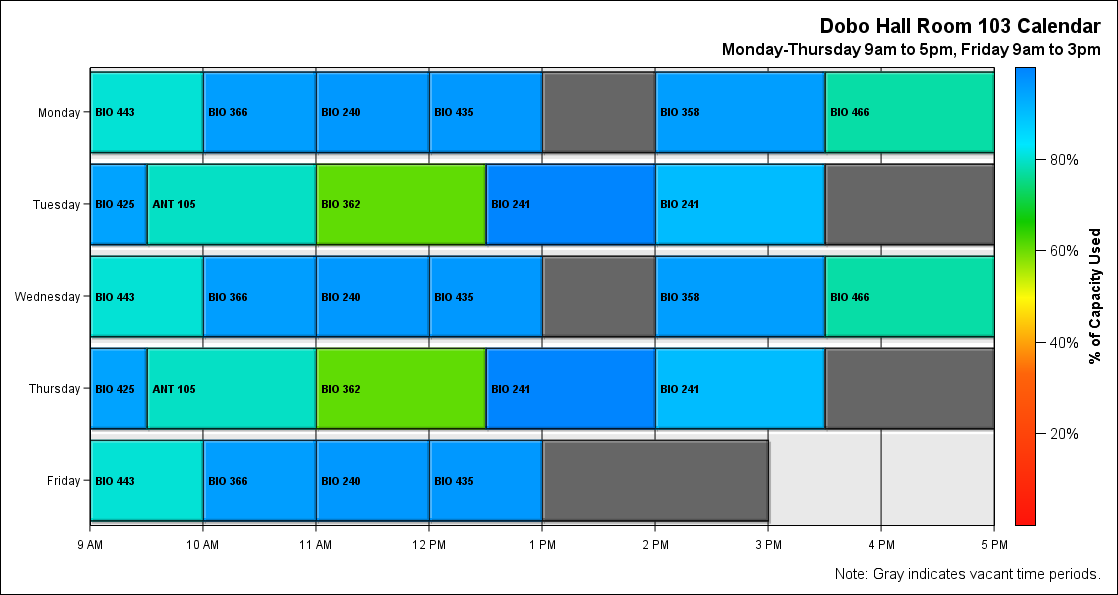 Dobo Hall Room 103 Calendar
Monday-Thursday 9am to 5pm, Friday 9am to 3pm
Monday BIO 443 BIO 366 BIO 240 BIO 435 BIO 358 BIO 466
Tuesday BIO 425 ANT 105 BIO 362 BIO 241 BIO 241
Wednesday BIO 443 BIO 366 BIO 240 BIO 435 BIO 358 BIO 466
Thursday BIO 425 ANT 105 BIO 362 BIO 241 BIO 241
Friday BIO 443 BIO 366 BIO 240 BIO 435
9 AM 10 AM 11 AM 12 PM 1 PM 2 PM 3 PM 4 PM 5 PM
80%
60%
40%
20%
% of Capacity Used
Note: Gray indicates vacant time periods.